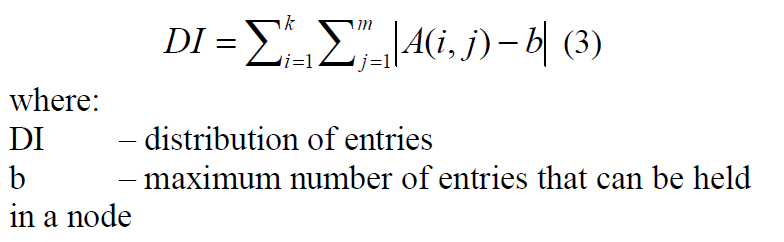 DI = ∑_{i=1}^{k} ∑_{j=1}^{m} |A(i, j) – b| (3)
where:
DI – distribution of entries
b – maximum number of entries that can be held
in a node